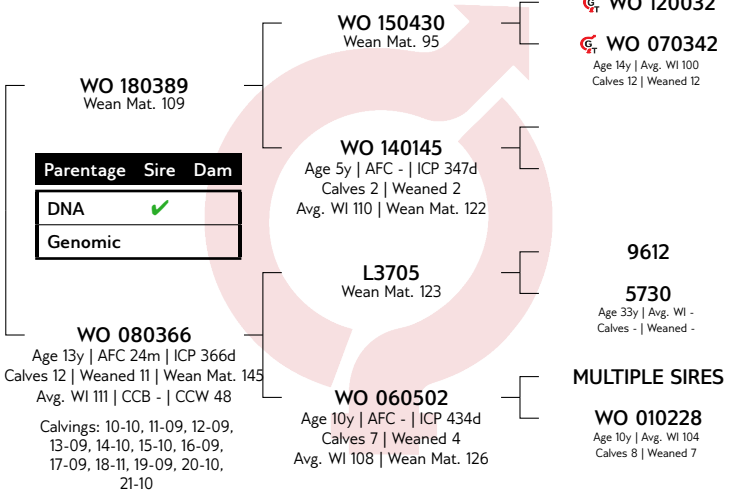 WO 120032
GT WO 070342
Age 14y | Avg. WI 100
Calves 12 | Weaned 12
WO 150430
Wean Mat. 95
WO 180389
Wean Mat. 109
WO 140145
Age 5y | AFC - | ICP 347d
Calves 2 | Weaned 2
Avg. WI 110 | Wean Mat. 122
Parentage Sire Dam
DNA ✔
Genomic
9612
L3705
Wean Mat. 123
5730
Age 33y | Avg. WI -
Calves - | Weaned -
WO 080366
Age 13y | AFC 24m | ICP 366d
Calves 12 | Weaned 11 | Wean Mat. 145
Avg. WI 111 | CCB - | CCW 48
Calvings: 10-10, 11-09, 12-09,
13-09, 14-10, 15-10, 16-09,
17-09, 18-11, 19-09, 20-10,
21-10
MULTIPLE SIRES
WO 060502
Age 10y | AFC - | ICP 434d
Calves 7 | Weaned 4
Avg. WI 108 | Wean Mat. 126
WO 010228
Age 10y | Avg. WI 104
Calves 8 | Weaned 7